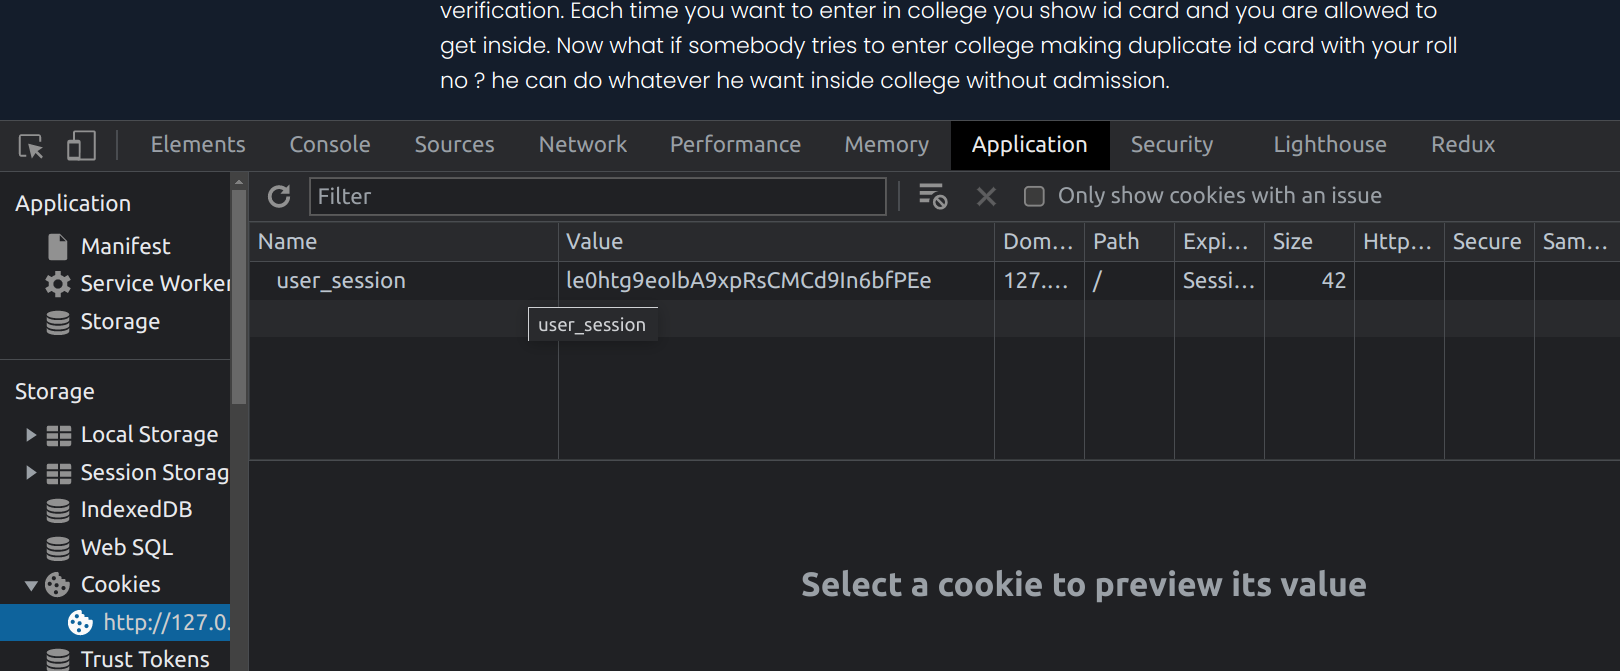 verification. Each time you want to enter in college you show id card and you are allowed to
get inside. Now what if somebody tries to enter college making duplicate id card with your roll
no ? he can do whatever he want inside college without admission.
Elements Console Sources Network Performance Memory Application Security Lighthouse Redux
Application
Manifest
Service Worker
Storage
Storage
Local Storage
Session Storag
IndexedDB
Web SQL
Cookies
http://127.0.
Trust Tokens
Filter
Only show cookies with an issue
Name Value Dom... Path Expi... Size Http... Secure Sam...
user_session le0htg9eoIbA9xpRsCMCd9In6bfPEe 127.... / Sessi... 42
user_session
Select a cookie to preview its value